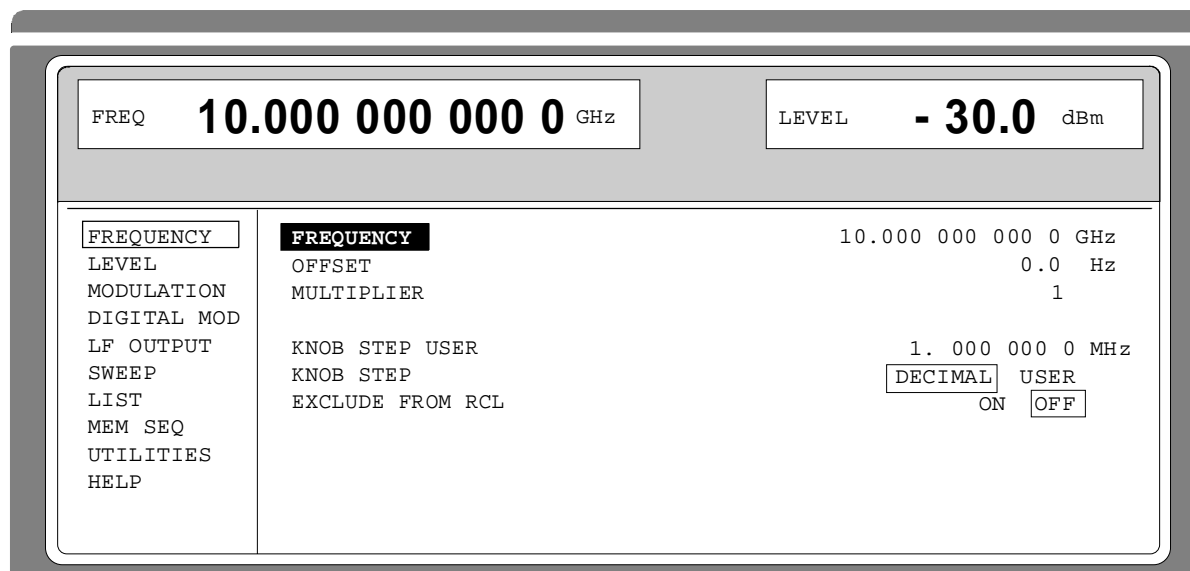 FREQ 10.000 000 000 0 GHz LEVEL - 30.0 dBm
FREQUENCY FREQUENCY 10.000 000 000 0 GHz
LEVEL OFFSET 0.0 Hz
MODULATION MULTIPLIER 1
DIGITAL MOD
LF OUTPUT KNOB STEP USER 1. 000 000 0 MHz
SWEEP KNOB STEP DECIMAL USER
LIST EXCLUDE FROM RCL ON OFF
MEM SEQ
UTILITIES
HELP